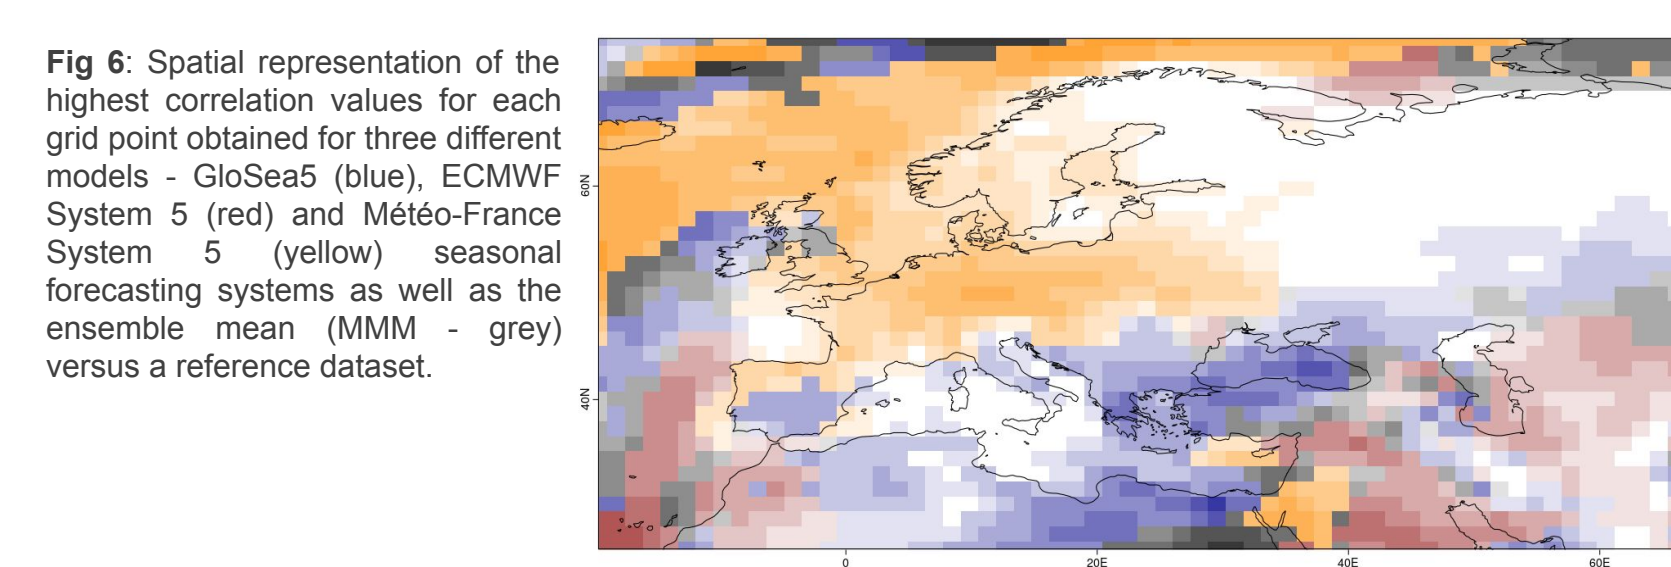 Fig 6: Spatial representation of the
highest correlation values for each
grid point obtained for three different
models - GloSea5 (blue), ECMWF
System 5 (red) and Météo-France
System 5 (yellow) seasonal
forecasting systems as well as the
ensemble mean (MMM - grey)
versus a reference dataset.
60N
40N
0
20E
40E
60E